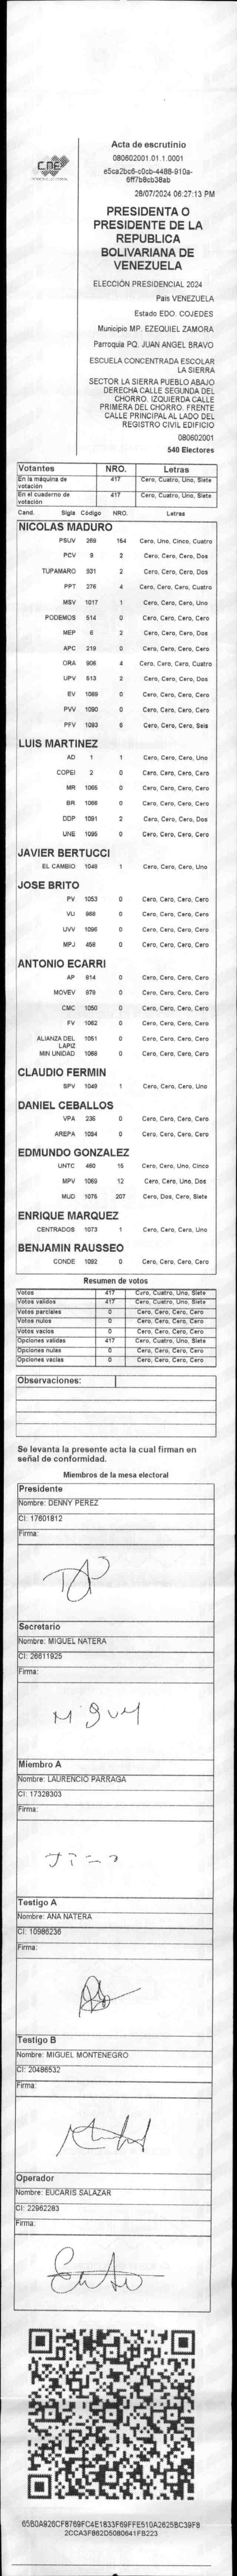 CNE
Acta de escrutinio
080602001.01.1.0001
e5ca2bc6-c0cb-4488-910a-
6ff7b8cb38ab
28/07/2024 06:27:13 PM
PRESIDENTA O
PRESIDENTE DE LA
REPUBLICA
BOLIVARIANA DE
VENEZUELA
ELECCIÓN PRESIDENCIAL 2024
Pais VENEZUELA
Estado EDO. COJEDES
Municipio MP. EZEQUIEL ZAMORA
Parroquia PQ. JUAN ANGEL BRAVO
ESCUELA CONCENTRADA ESCOLAR
LA SIERRA
SECTOR LA SIERRA PUEBLO ABAJO
DERECHA CALLE SEGUNDA DEL
CHORRO. IZQUIERDA CALLE
PRIMERA DEL CHORRO. FRENTE
CALLE PRINCIPAL AL LADO DEL
REGISTRO CIVIL EDIFICIO
080602001
540 Electores
Votantes NRO. Letras
En la máquina de votación 417 Cero, Cuatro, Uno, Siete
En el cuaderno de votación 417 Cero, Cuatro, Uno, Siete
Cand. Sigla Código NRO. Letras
NICOLAS MADURO
PSUV 269 154 Cero, Uno, Cinco, Cuatro
PCV 9 2 Cero, Cero, Cero, Dos
TUPAMARO 931 2 Cero, Cero, Cero, Dos
PPT 276 4 Cero, Cero, Cero, Cuatro
MSV 1017 1 Cero, Cero, Cero, Uno
PODEMOS 514 0 Cero, Cero, Cero, Cero
MEP 6 2 Cero, Cero, Cero, Dos
APC 219 0 Cero, Cero, Cero, Cero
ORA 906 4 Cero, Cero, Cero, Cuatro
UPV 513 2 Cero, Cero, Cero, Dos
EV 1089 0 Cero, Cero, Cero, Cero
PVV 1090 0 Cero, Cero, Cero, Cero
PFV 1093 6 Cero, Cero, Cero, Seis
LUIS MARTINEZ
AD 1 1 Cero, Cero, Cero, Uno
COPEI 2 0 Cero, Cero, Cero, Cero
MR 1065 0 Cero, Cero, Cero, Cero
BR 1066 0 Cero, Cero, Cero, Cero
DDP 1091 2 Cero, Cero, Cero, Dos
UNE 1095 0 Cero, Cero, Cero, Cero
JAVIER BERTUCCI
EL CAMBIO 1048 1 Cero, Cero, Cero, Uno
JOSE BRITO
PV 1053 0 Cero, Cero, Cero, Cero
VU 968 0 Cero, Cero, Cero, Cero
UVV 1096 0 Cero, Cero, Cero, Cero
MPJ 458 0 Cero, Cero, Cero, Cero
ANTONIO ECARRI
AP 914 0 Cero, Cero, Cero, Cero
MOVEV 979 0 Cero, Cero, Cero, Cero
CMC 1050 0 Cero, Cero, Cero, Cero
FV 1062 0 Cero, Cero, Cero, Cero
ALIANZA DEL LAPIZ 1051 0 Cero, Cero, Cero, Cero
MIN UNIDAD 1068 0 Cero, Cero, Cero, Cero
CLAUDIO FERMIN
SPV 1049 1 Cero, Cero, Cero, Uno
DANIEL CEBALLOS
VPA 236 0 Cero, Cero, Cero, Cero
AREPA 1094 0 Cero, Cero, Cero, Cero
EDMUNDO GONZALEZ
UNTC 460 15 Cero, Cero, Uno, Cinco
MPV 1069 12 Cero, Cero, Uno, Dos
MUD 1075 207 Cero, Dos, Cero, Siete
ENRIQUE MARQUEZ
CENTRADOS 1073 1 Cero, Cero, Cero, Uno
BENJAMIN RAUSSEO
CONDE 1092 0 Cero, Cero, Cero, Cero
Resumen de votos
Votos 417 Cero, Cuatro, Uno, Siete
Votos validos 417 Cero, Cuatro, Uno, Siete
Votos parciales 0 Cero, Cero, Cero, Cero
Votos nulos 0 Cero, Cero, Cero, Cero
Votos vacios 0 Cero, Cero, Cero, Cero
Opciones validas 417 Cero, Cuatro, Uno, Siete
Opciones nulas 0 Cero, Cero, Cero, Cero
Opciones vacias 0 Cero, Cero, Cero, Cero
Observaciones:
Se levanta la presente acta la cual firman en
señal de conformidad.
Miembros de la mesa electoral
Presidente
Nombre: DENNY PEREZ
CI: 17601812
Firma:
Secretario
Nombre: MIGUEL NATERA
CI: 26611925
Firma:
Miguel
Miembro A
Nombre: LAURENCIO PARRAGA
CI: 17328303
Firma:
Testigo A
Nombre: ANA NATERA
CI: 10986236
Firma:
Testigo B
Nombre: MIGUEL MONTENEGRO
CI: 20486532
Firma:
Operador
Nombre: EUCARIS SALAZAR
CI: 22962283
Firma:
65B0A926CF8769FC4E1833F69FFE510A2625BC39F8
2CCA3F862D5080641FB223